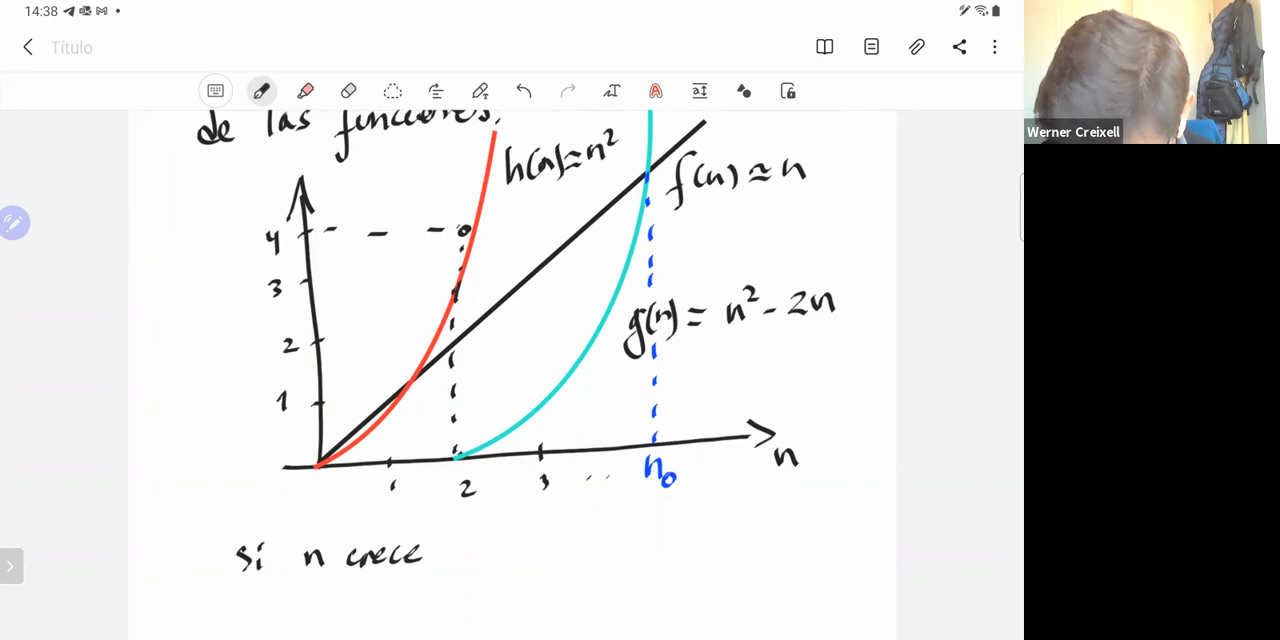 14:38
Título
Werner Creixell
de las funciones.
h(n)≈n²
f(n) ≈ n
4
3
g(n) = n² - 2n
2
1
n
1 2 3 .. n₀
si n crece